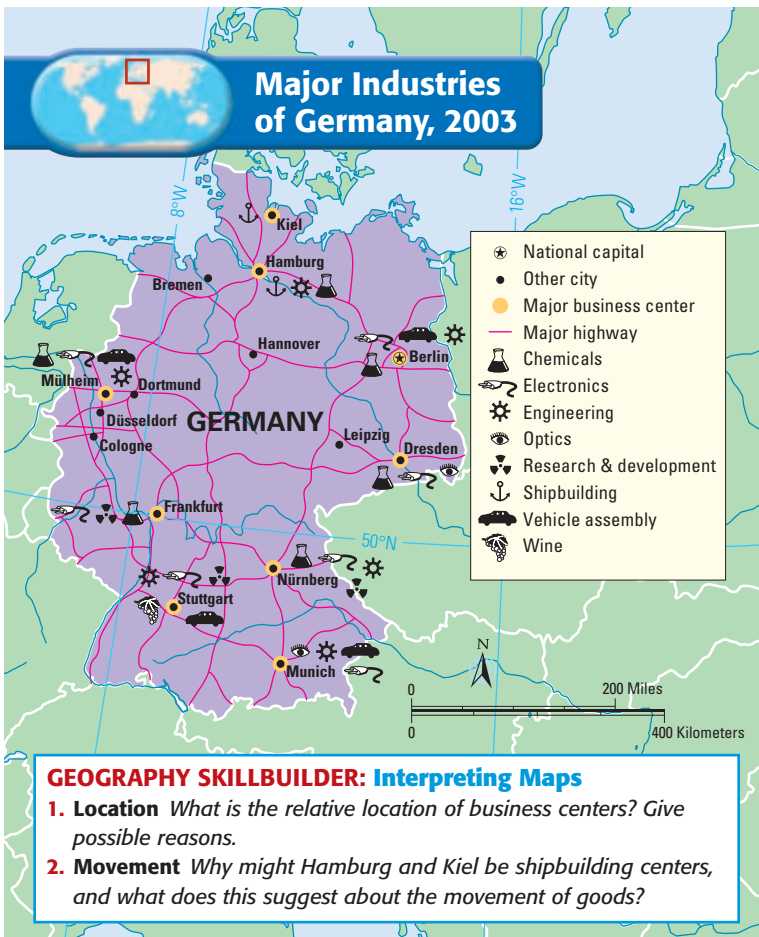 Major Industries
of Germany, 2003
8°W
16°W
Kiel
Hamburg
Bremen
Hannover
Berlin
Mülheim
Dortmund
Düsseldorf
GERMANY
Cologne
Leipzig
Dresden
Frankfurt
50°N
Nürnberg
Stuttgart
Munich
National capital
Other city
Major business center
Major highway
Chemicals
Electronics
Engineering
Optics
Research & development
Shipbuilding
Vehicle assembly
Wine
N
0 200 Miles
0 400 Kilometers
GEOGRAPHY SKILLBUILDER: Interpreting Maps
1. Location What is the relative location of business centers? Give
possible reasons.
2. Movement Why might Hamburg and Kiel be shipbuilding centers,
and what does this suggest about the movement of goods?